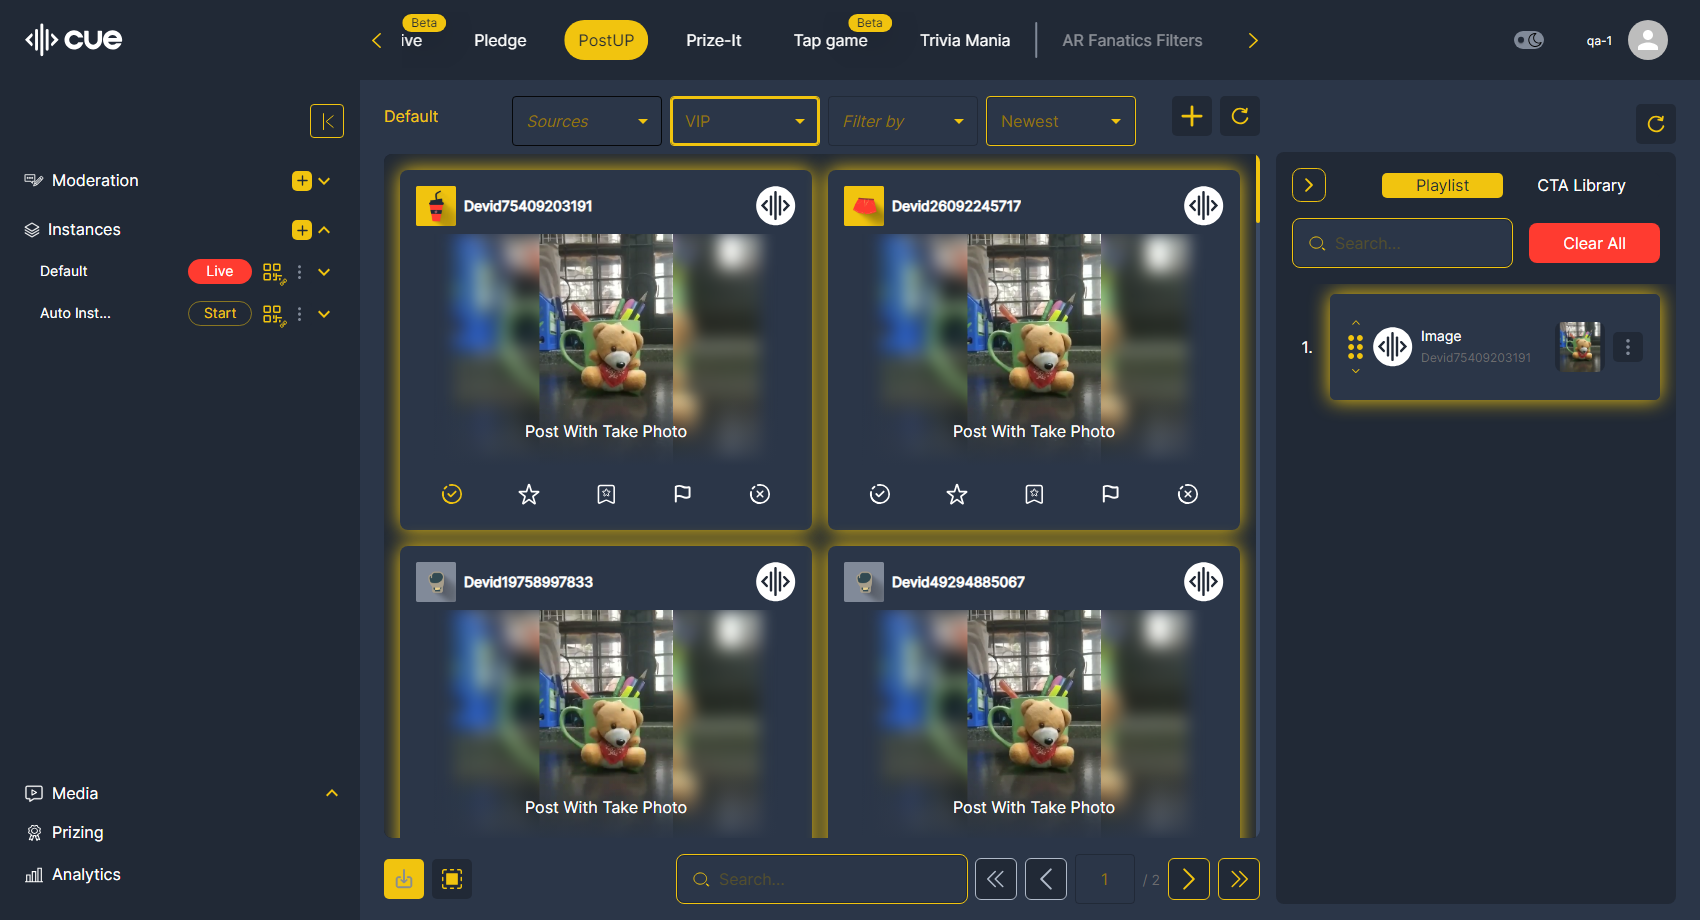 cue
Beta
ive
Pledge
PostUP
Prize-It
Beta
Tap game
Trivia Mania
AR Fanatics Filters
qa-1
Moderation
Instances
Default
Live
Auto Inst...
Start
Media
Prizing
Analytics
Default
Sources
VIP
Filter by
Newest
Devid75409203191
Post With Take Photo
Devid26092245717
Post With Take Photo
Devid19758997833
Post With Take Photo
Devid49294885067
Post With Take Photo
Search...
1
/ 2
Playlist
CTA Library
Search...
Clear All
1.
Image
Devid75409203191